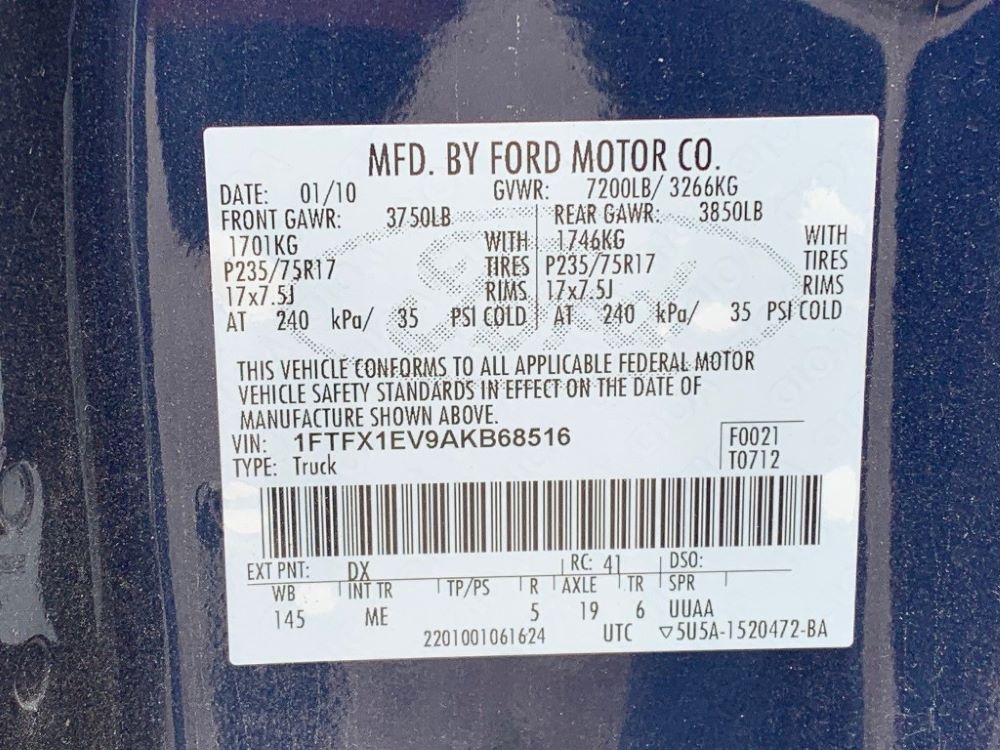 MFD. BY FORD MOTOR CO.
DATE: 01/10 GVWR: 7200LB/ 3266KG
FRONT GAWR: 3750LB REAR GAWR: 3850LB
1701KG WITH 1746KG WITH
P235/75R17 TIRES P235/75R17 TIRES
17x7.5J RIMS 17x7.5J RIMS
AT 240 kPa/ 35 PSI COLD AT 240 kPa/ 35 PSI COLD
THIS VEHICLE CONFORMS TO ALL APPLICABLE FEDERAL MOTOR
VEHICLE SAFETY STANDARDS IN EFFECT ON THE DATE OF
MANUFACTURE SHOWN ABOVE.
VIN: 1FTFX1EV9AKB68516 F0021
TYPE: Truck T0712
EXT PNT: DX RC: 41 DSO:
WB INT TR TP/PS R AXLE TR SPR
145 ME 5 19 6 UUAA
2201001061624 UTC ▽5U5A-1520472-BA